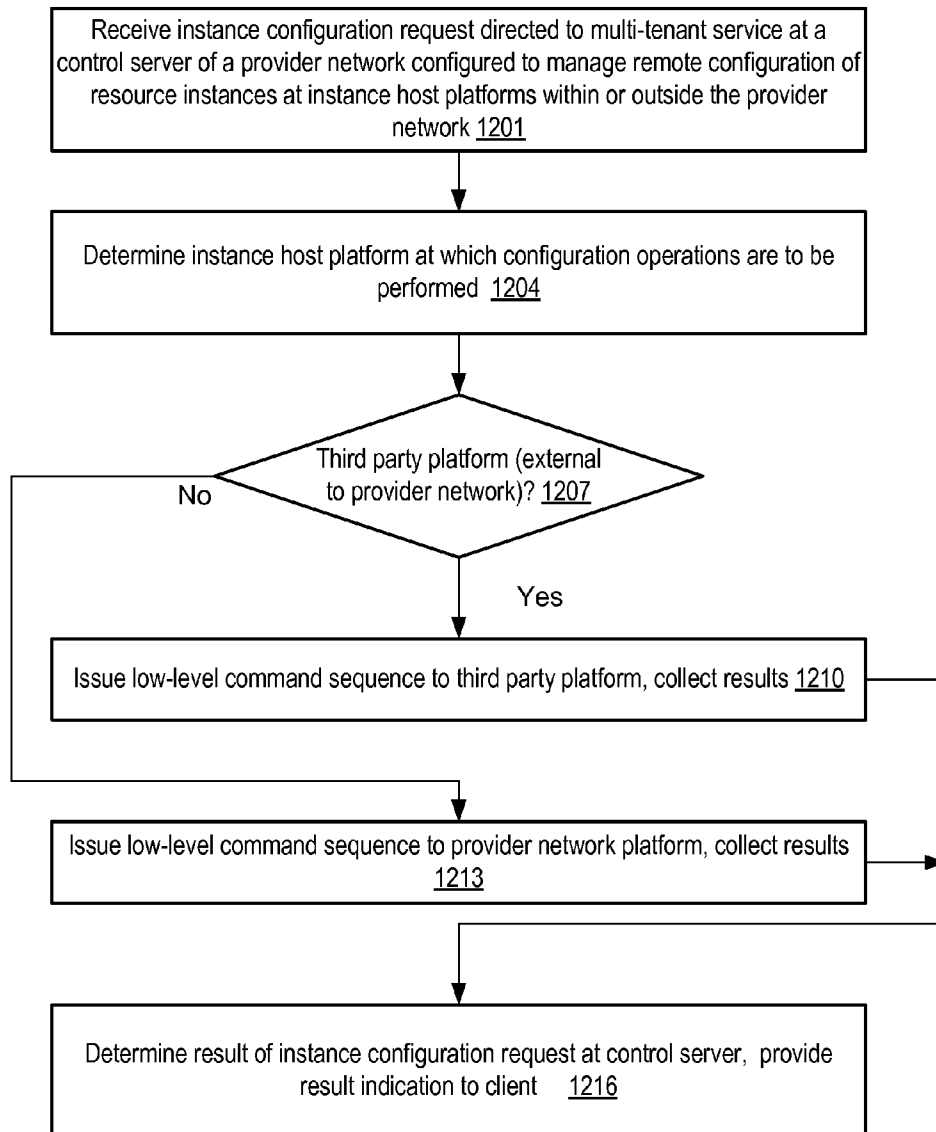 Receive instance configuration request directed to multi-tenant service at a
control server of a provider network configured to manage remote configuration of
resource instances at instance host platforms within or outside the provider
network 1201
Determine instance host platform at which configuration operations are to be
performed 1204
Third party platform (external
to provider network)? 1207
No
Yes
Issue low-level command sequence to third party platform, collect results 1210
Issue low-level command sequence to provider network platform, collect results
1213
Determine result of instance configuration request at control server, provide
result indication to client 1216